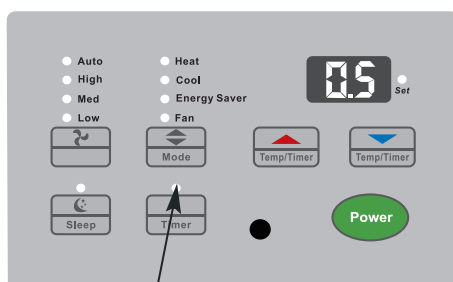 Auto
High
Med
Low
Heat
Cool
Energy Saver
Fan
0.5
Set
Mode
Temp/Timer
Temp/Timer
Sleep
Timer
Power